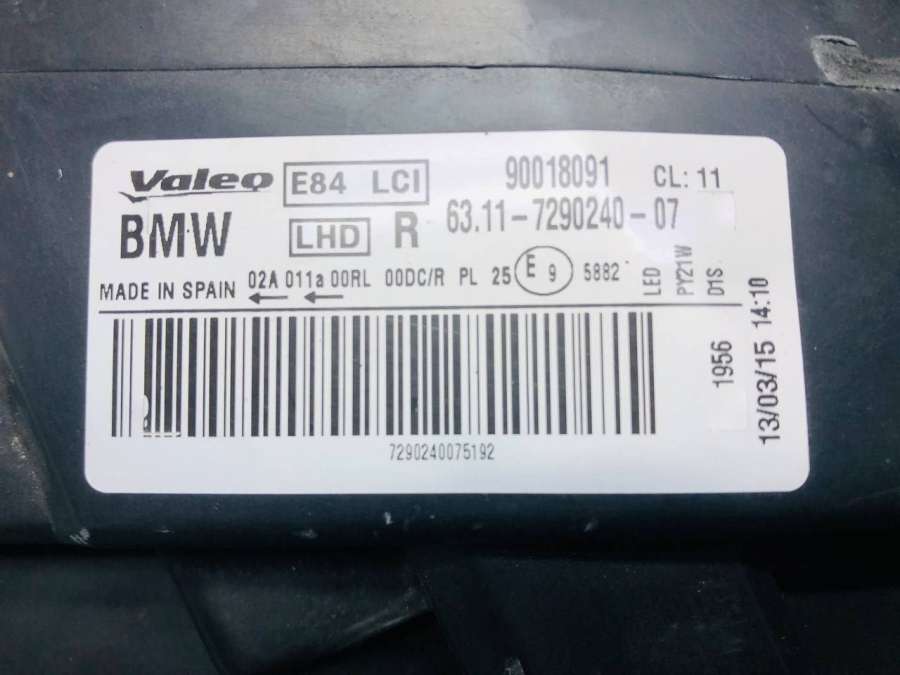 Valeo E84 LCI 90018091 CL: 11
BMW LHD R 63.11-7290240-07
MADE IN SPAIN 02A 011a 00RL 00DC/R PL 25 E 9 5882
LED
PY21W
D1S
1956
13/03/15 14:10
7290240075192